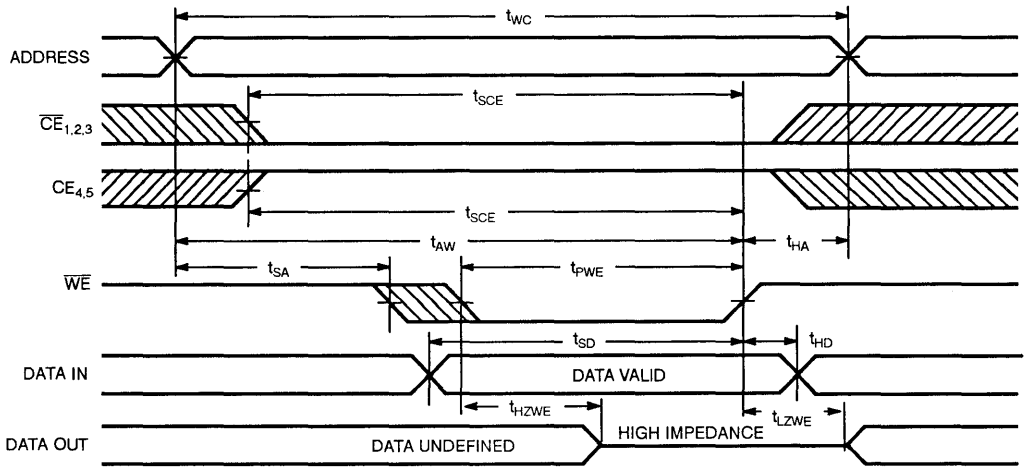 tWC
ADDRESS
tSCE
CE1,2,3
CE4,5
tSCE
tAW
tHA
tSA
tPWE
WE
tSD
tHD
DATA IN
DATA VALID
tHZWE
tLZWE
DATA OUT
DATA UNDEFINED
HIGH IMPEDANCE